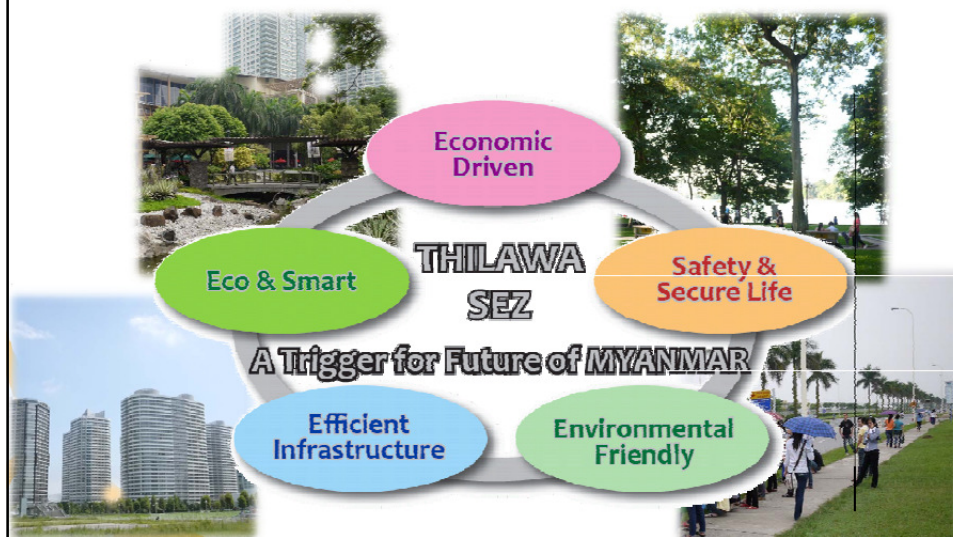 Economic
Driven
Eco & Smart
THILAWA
SEZ
Safety &
Secure Life
A Trigger for Future of MYANMAR
Efficient
Infrastructure
Environmental
Friendly